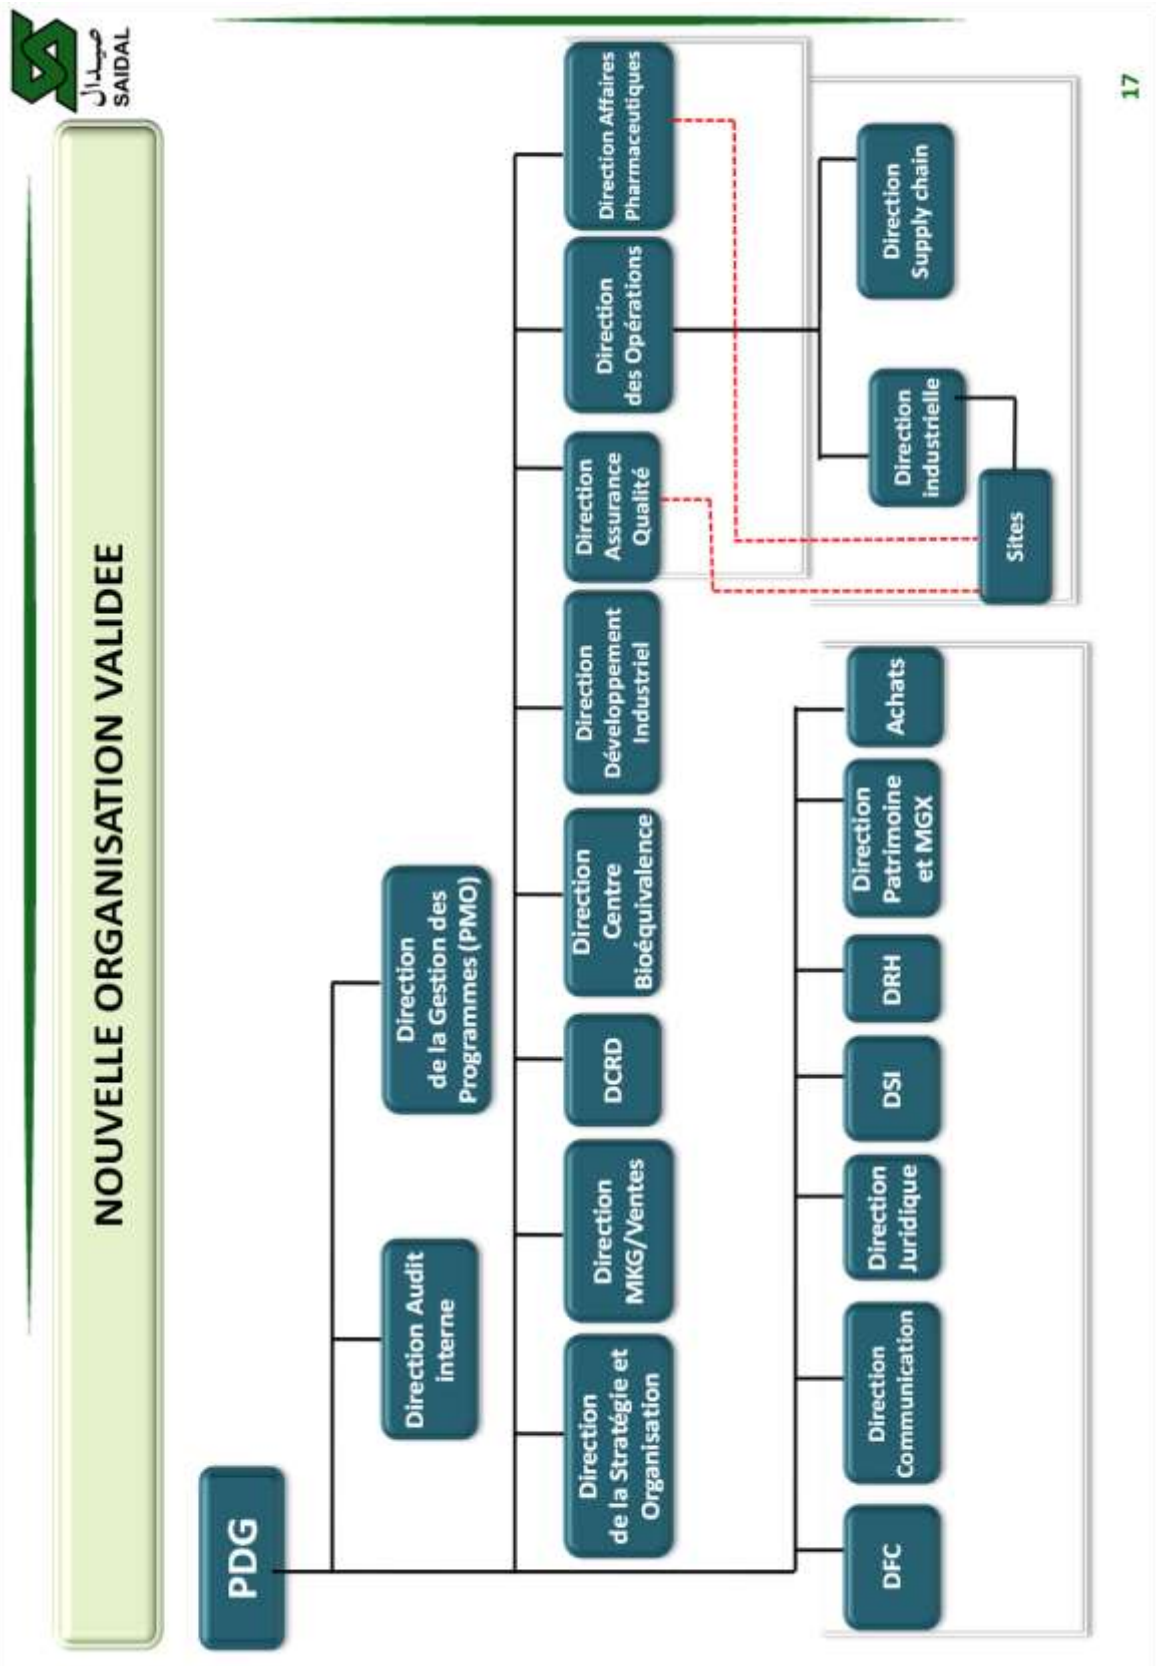 صيدال
SAIDAL
NOUVELLE ORGANISATION VALIDEE
PDG
Direction Audit
interne
Direction
de la Gestion des
Programmes (PMO)
Direction
de la Stratégie et
Organisation
Direction
MKG/Ventes
DCRD
Direction
Centre
Bioéquivalence
Direction
Développement
Industriel
Direction
Assurance
Qualité
Direction
des Opérations
Direction Affaires
Pharmaceutiques
DFC
Direction
Communication
Direction
Juridique
DSI
DRH
Direction
Patrimoine
et MGX
Achats
Sites
Direction
industrielle
Direction
Supply chain
17